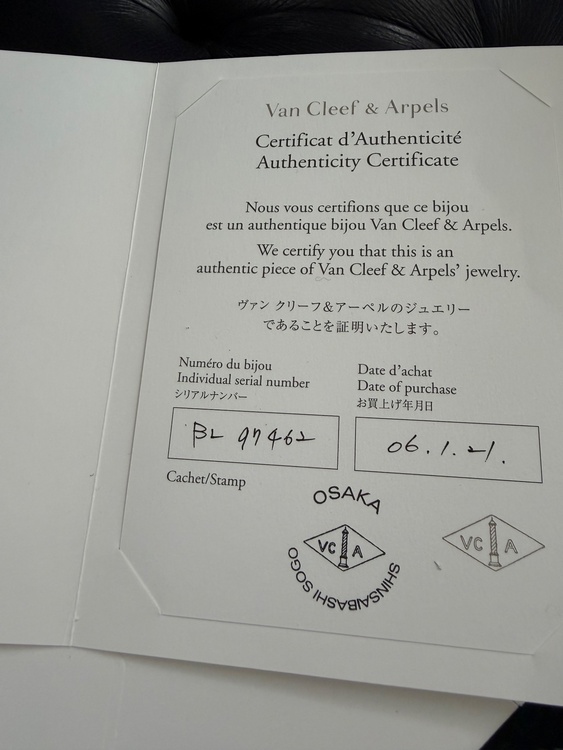 Van Cleef & Arpels
Certificat d'Authenticité
Authenticity Certificate
Nous vous certifions que ce bijou
est un authentique bijou Van Cleef & Arpels.
We certify you that this is an
authentic piece of Van Cleef & Arpels' jewelry.
ヴァン クリーフ&アーペルのジュエリー
であることを証明いたします。
Numéro du bijou
Individual serial number
シリアルナンバー
BL 97462
Date d'achat
Date of purchase
お買上げ年月日
06.1.21.
Cachet/Stamp
OSAKA
VC A
SHINSAIBASHI SOGO
VC A